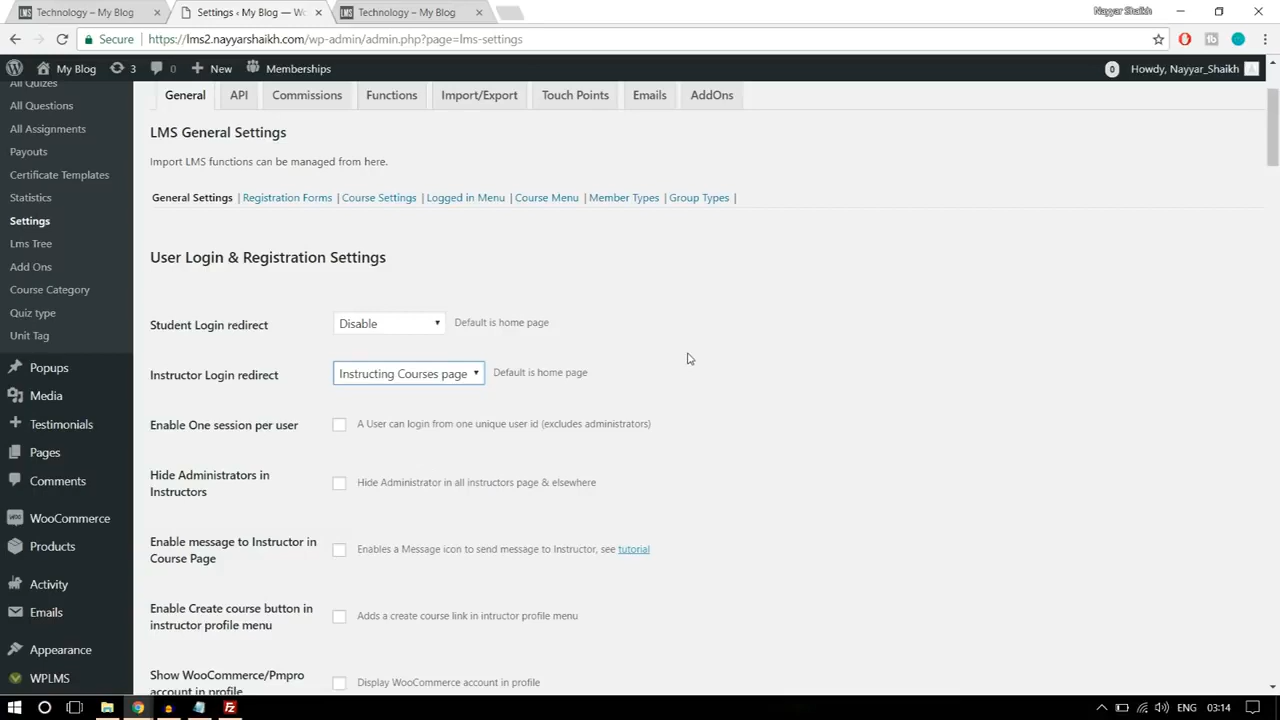 Nayyar Shaikh
Technology – My Blog
Settings ‹ My Blog — Wo
Technology – My Blog
Secure https://lms2.nayyarshaikh.com/wp-admin/admin.php?page=lms-settings
My Blog 3 0 New Memberships 0 Howdy, Nayyar_Shaikh
All Quizes
All Questions
All Assignments
Payouts
Certificate Templates
Statistics
Settings
Lms Tree
Add Ons
Course Category
Quiz type
Unit Tag
Popups
Media
Testimonials
Pages
Comments
WooCommerce
Products
Activity
Emails
Appearance
WPLMS
General API Commissions Functions Import/Export Touch Points Emails AddOns
LMS General Settings
Import LMS functions can be managed from here.
General Settings | Registration Forms | Course Settings | Logged in Menu | Course Menu | Member Types | Group Types |
User Login & Registration Settings
Student Login redirect Disable Default is home page
Instructor Login redirect Instructing Courses page Default is home page
Enable One session per user A User can login from one unique user id (excludes administrators)
Hide Administrators in
Instructors
Hide Administrator in all instructors page & elsewhere
Enable message to Instructor in
Course Page
Enables a Message icon to send message to Instructor, see tutorial
Enable Create course button in
instructor profile menu
Adds a create course link in intructor profile menu
Show WooCommerce/Pmpro
account in profile
Display WooCommerce account in profile
ENG 03:14